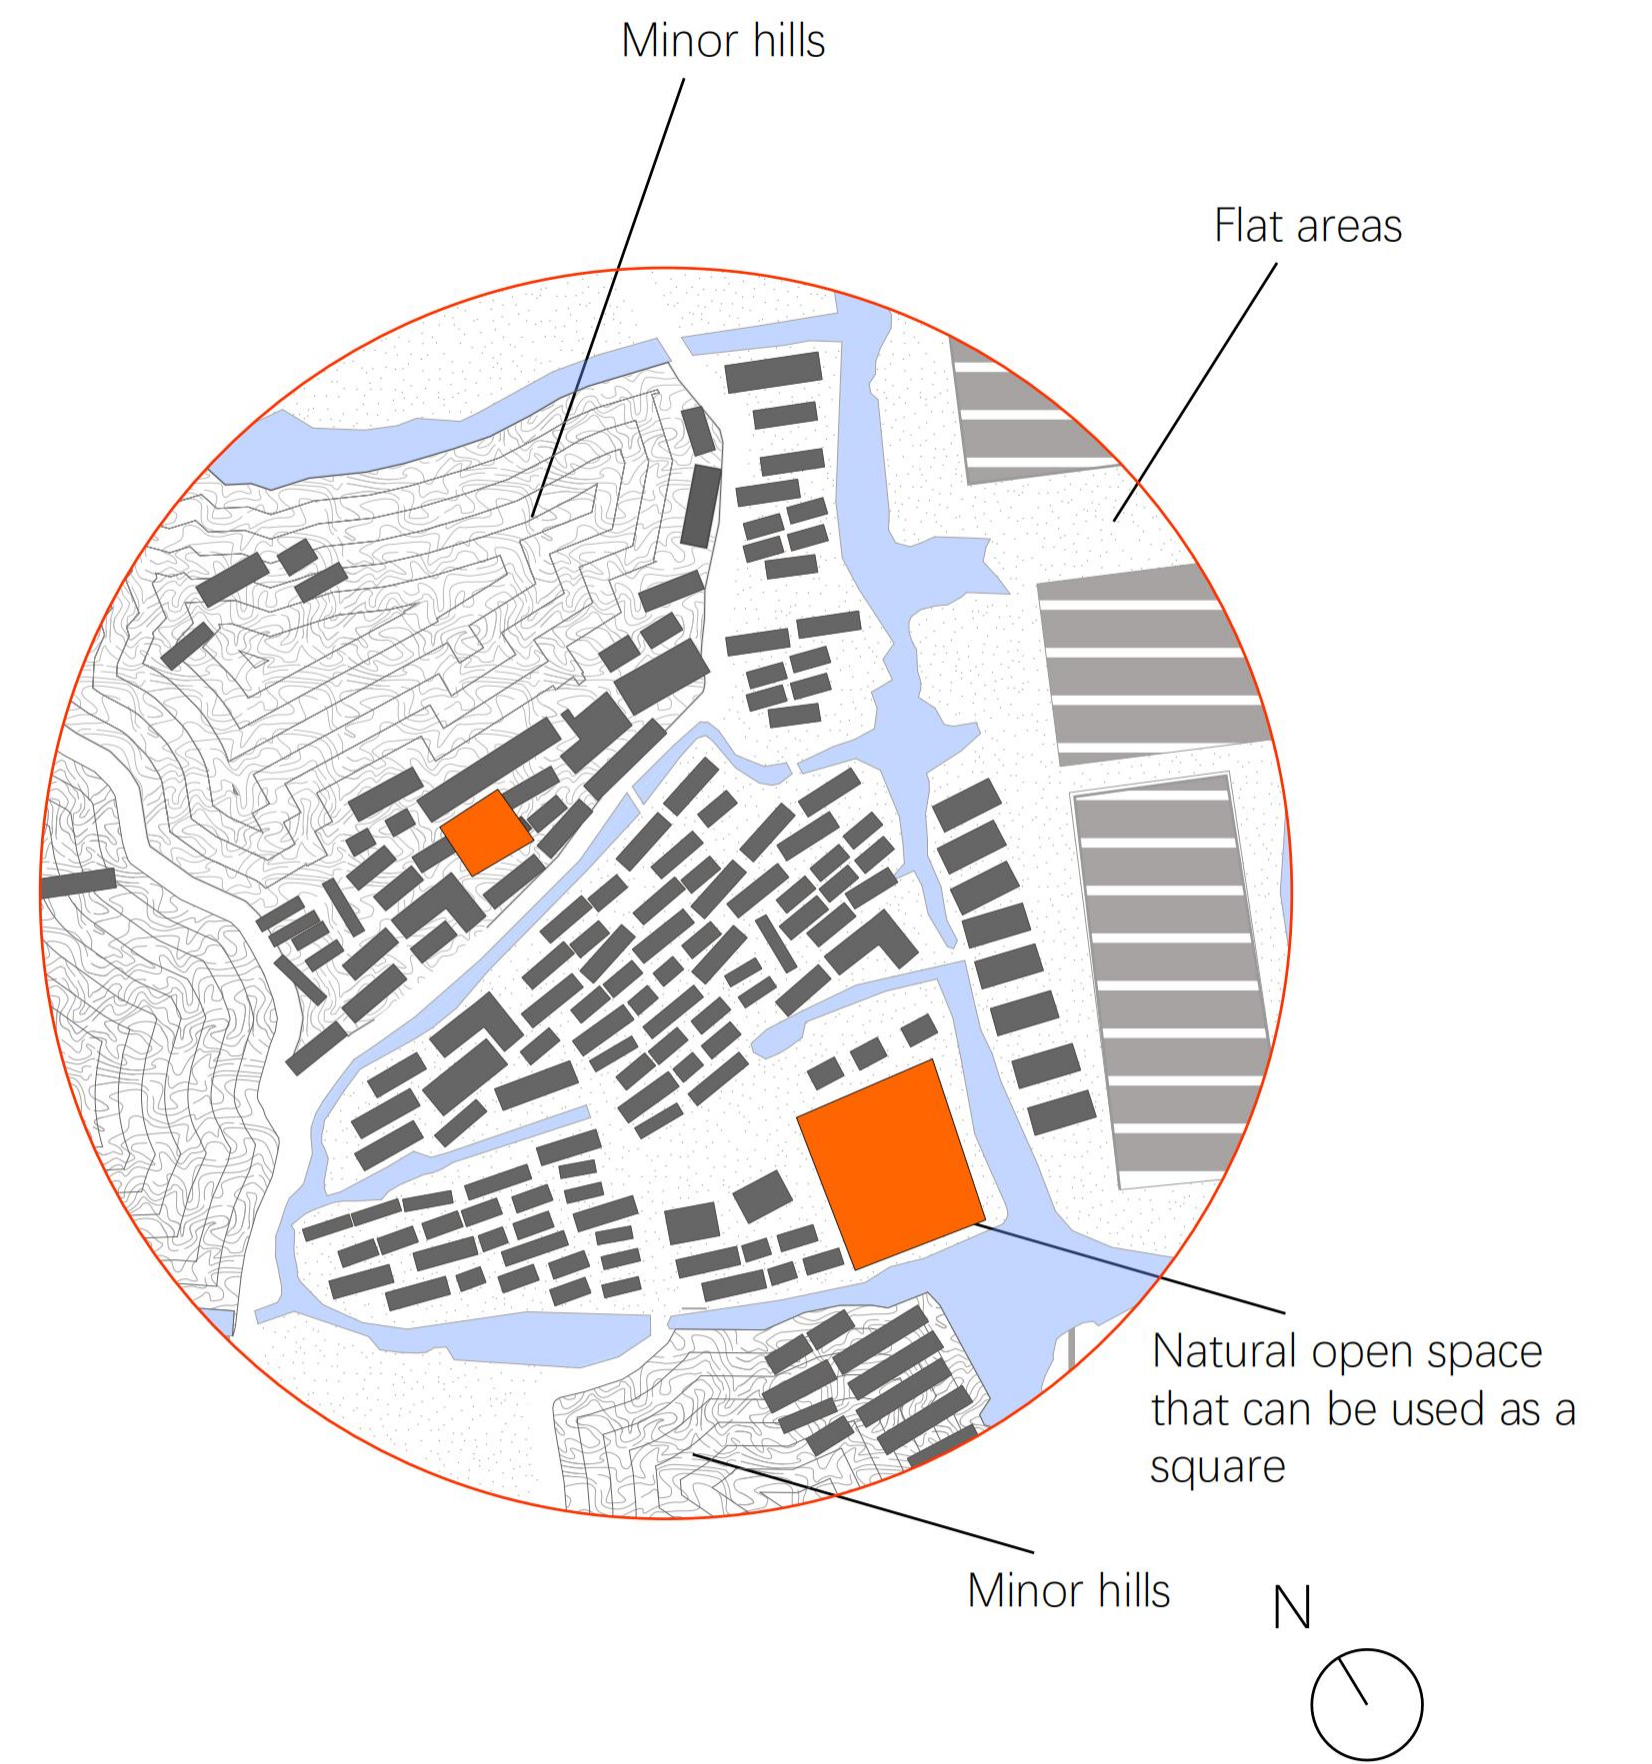 Minor hills
Flat areas
Natural open space
that can be used as a
square
Minor hills
N